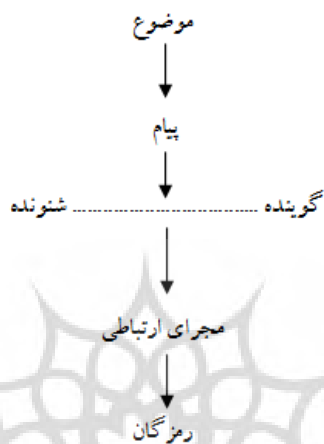 موضوع
پیام
گوینده ................................ شنونده
مجرای ارتباطی
رمزگان